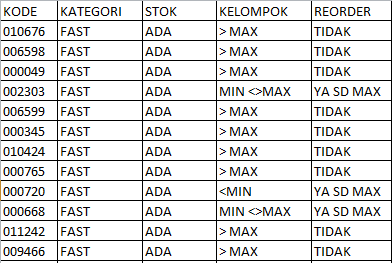 KODE KATEGORI STOK KELOMPOK REORDER
010676 FAST ADA > MAX TIDAK
006598 FAST ADA > MAX TIDAK
000049 FAST ADA > MAX TIDAK
002303 FAST ADA MIN <>MAX YA SD MAX
006599 FAST ADA > MAX TIDAK
000345 FAST ADA > MAX TIDAK
010424 FAST ADA > MAX TIDAK
000765 FAST ADA > MAX TIDAK
000720 FAST ADA <MIN YA SD MAX
000668 FAST ADA MIN <>MAX YA SD MAX
011242 FAST ADA > MAX TIDAK
009466 FAST ADA > MAX TIDAK